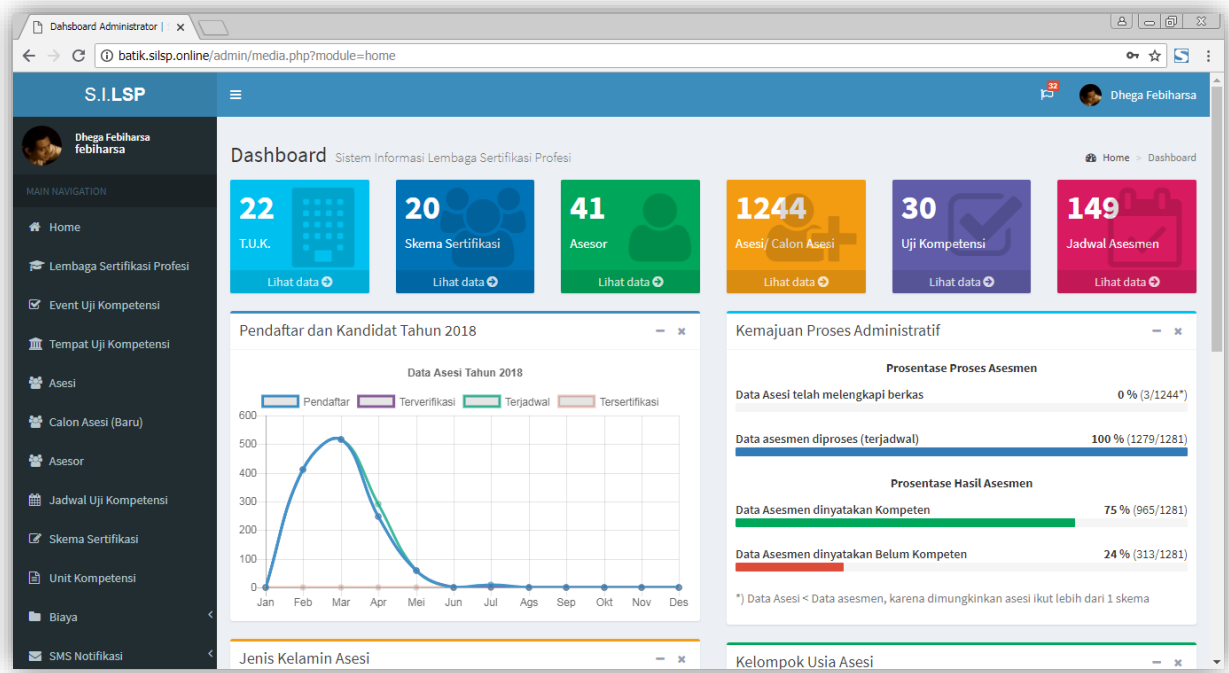 Dahsboard Administrator |
batik.silsp.online/admin/media.php?module=home
S.I.LSP
32
Dhega Febiharsa
Dhega Febiharsa
febiharsa
MAIN NAVIGATION
Home
Lembaga Sertifikasi Profesi
Event Uji Kompetensi
Tempat Uji Kompetensi
Asesi
Calon Asesi (Baru)
Asesor
Jadwal Uji Kompetensi
Skema Sertifikasi
Unit Kompetensi
Biaya
SMS Notifikasi
Dashboard Sistem Informasi Lembaga Sertifikasi Profesi
Home > Dashboard
22
T.U.K.
Lihat data
20
Skema Sertifikasi
Lihat data
41
Asesor
Lihat data
1244
Asesi/ Calon Asesi
Lihat data
30
Uji Kompetensi
Lihat data
149
Jadwal Asesmen
Lihat data
Pendaftar dan Kandidat Tahun 2018
Data Asesi Tahun 2018
Pendaftar Terverifikasi Terjadwal Tersertifikasi
600
500
400
300
200
100
0
Jan Feb Mar Apr Mei Jun Jul Ags Sep Okt Nov Des
Kemajuan Proses Administratif
Prosentase Proses Asesmen
Data Asesi telah melengkapi berkas 0 % (3/1244*)
Data asesmen diproses (terjadwal) 100 % (1279/1281)
Prosentase Hasil Asesmen
Data Asesmen dinyatakan Kompeten 75 % (965/1281)
Data Asesmen dinyatakan Belum Kompeten 24 % (313/1281)
*) Data Asesi < Data asesmen, karena dimungkinkan asesi ikut lebih dari 1 skema
Jenis Kelamin Asesi
Kelompok Usia Asesi